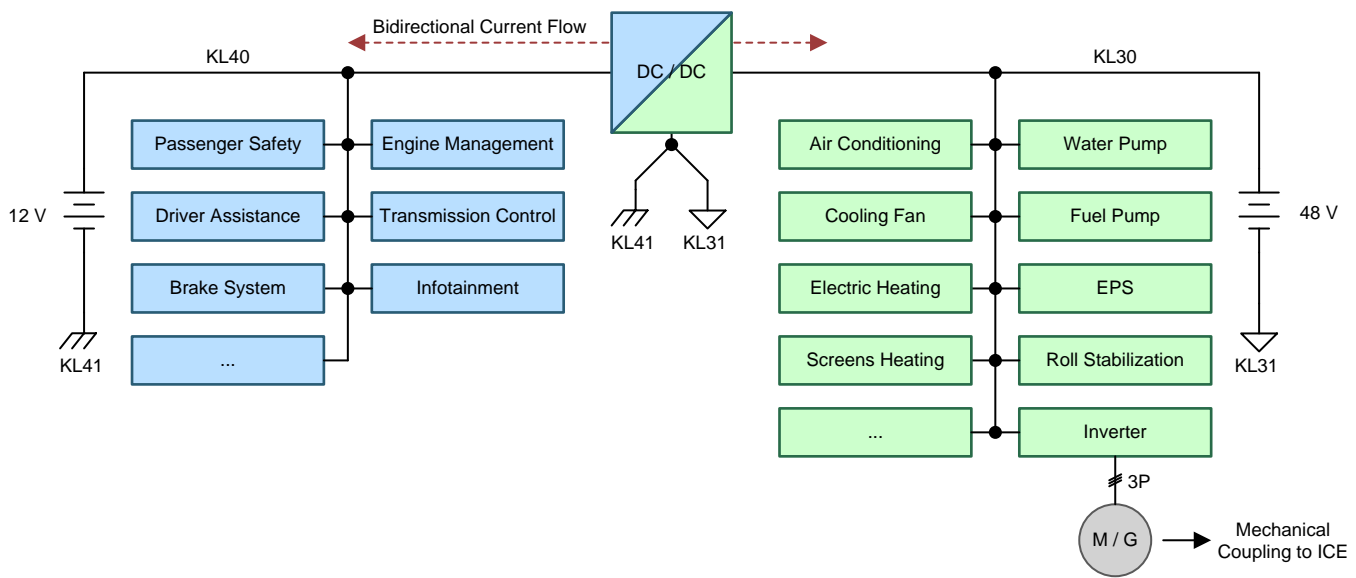 Bidirectional Current Flow
KL40
DC / DC
KL30
Passenger Safety
Engine Management
Air Conditioning
Water Pump
12 V
Driver Assistance
Transmission Control
KL41
KL31
Cooling Fan
Fuel Pump
48 V
Brake System
Infotainment
Electric Heating
EPS
KL41
...
Screens Heating
Roll Stabilization
KL31
...
Inverter
3P
M / G
Mechanical
Coupling to ICE